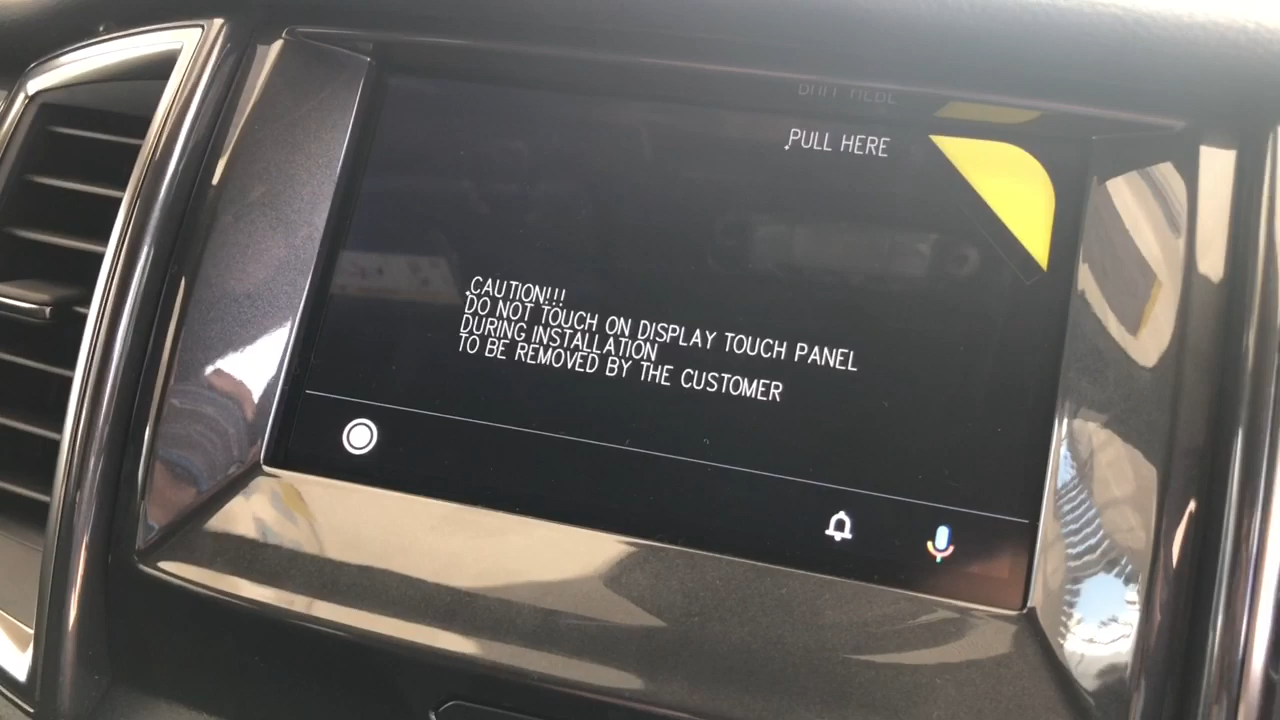 PULL HERE
CAUTION!!!
DO NOT TOUCH ON DISPLAY TOUCH PANEL
DURING INSTALLATION
TO BE REMOVED BY THE CUSTOMER